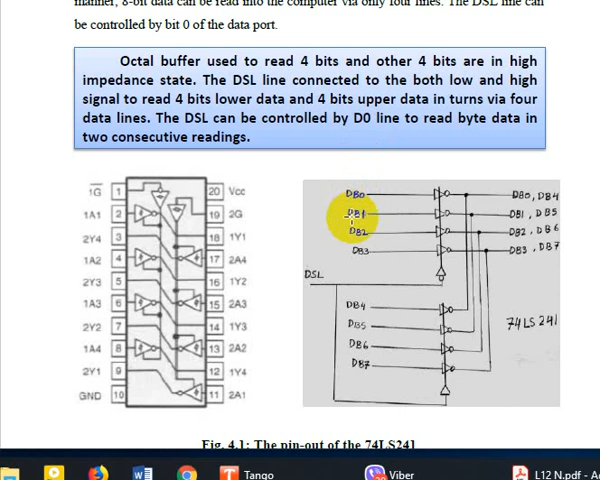 manner, 8-bit data can be read into the computer via only four lines. The DSL line can
be controlled by bit 0 of the data port.
Octal buffer used to read 4 bits and other 4 bits are in high
impedance state. The DSL line connected to the both low and high
signal to read 4 bits lower data and 4 bits upper data in turns via four
data lines. The DSL can be controlled by D0 line to read byte data in
two consecutive readings.
1G 1 20 Vcc
1A1 2 19 2G
2Y4 3 18 1Y1
1A2 4 17 2A4
2Y3 5 16 1Y2
1A3 6 15 2A3
2Y2 7 14 1Y3
1A4 8 13 2A2
2Y1 9 12 1Y4
GND 10 11 2A1
DB0 DB0, DB4
DB1 DB1, DB5
DB2 DB2, DB6
DB3 DB3, DB7
DSL
DB4
DB5 74LS241
DB6
DB7
Fig. 4.1: The pin-out of the 74LS241
Tango Viber L12 N.pdf - A